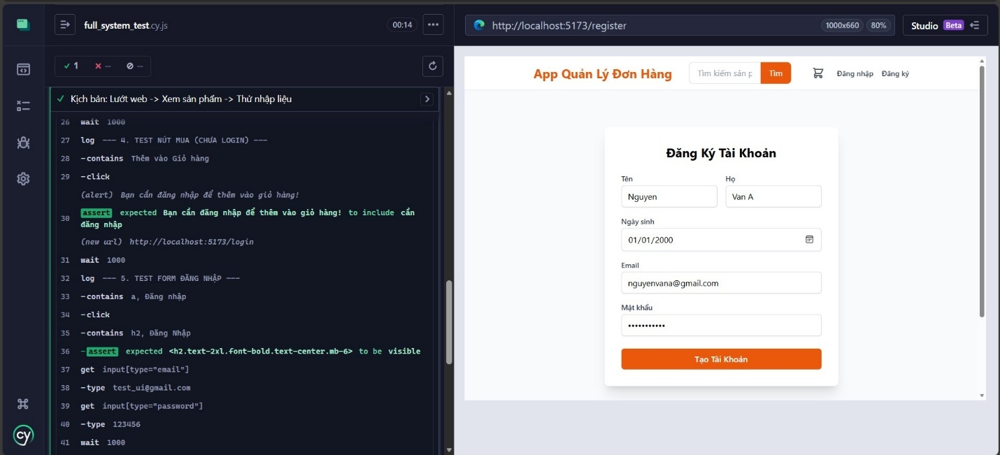 full_system_test.cy.js
00:14
1 -- --
Kịch bản: Lướt web -> Xem sản phẩm -> Thử nhập liệu
26 wait 1000
27 log --- 4. TEST NÚT MUA (CHƯA LOGIN) ---
28 -contains Thêm vào Giỏ hàng
29 -click
(alert) Bạn cần đăng nhập để thêm vào giỏ hàng!
30 assert expected Bạn cần đăng nhập để thêm vào giỏ hàng! to include cần
đăng nhập
(new url) http://localhost:5173/login
31 wait 1000
32 log --- 5. TEST FORM ĐĂNG NHẬP ---
33 -contains a, Đăng nhập
34 -click
35 -contains h2, Đăng Nhập
36 -assert expected <h2.text-2xl.font-bold.text-center.mb-6> to be visible
37 get input[type="email"]
38 -type test_ui@gmail.com
39 get input[type="password"]
40 -type 123456
41 wait 1000
cy
http://localhost:5173/register
1000x660 80%
Studio Beta
App Quản Lý Đơn Hàng
Tìm kiếm sản p
Tìm
Đăng nhập Đăng ký
Đăng Ký Tài Khoản
Tên Họ
Nguyen Van A
Ngày sinh
01/01/2000
Email
nguyenvana@gmail.com
Mật khẩu
•••••••••••
Tạo Tài Khoản